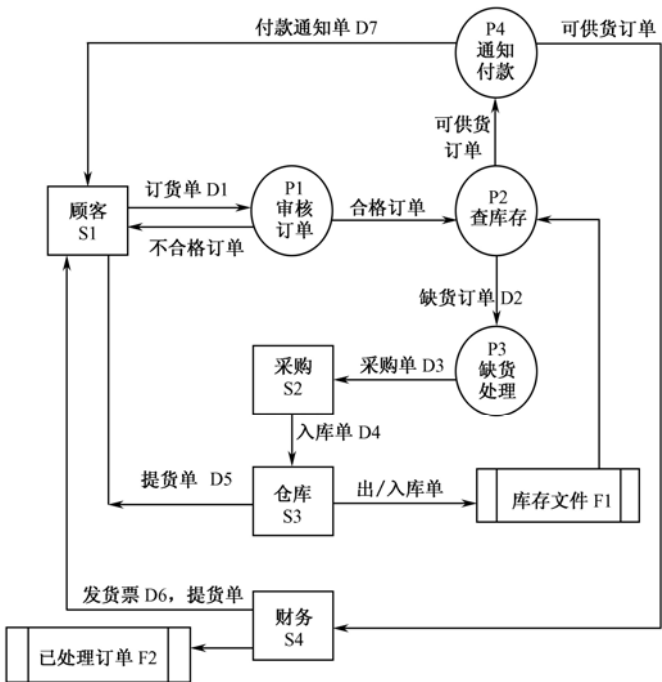 付款通知单 D7
P4
通知
付款
可供货订单
可供货
订单
顾客
S1
订货单 D1
不合格订单
P1
审核
订单
合格订单
P2
查库存
缺货订单 D2
采购
S2
采购单 D3
P3
缺货
处理
入库单 D4
提货单 D5
仓库
S3
出/入库单
库存文件 F1
发货票 D6，提货单
财务
S4
已处理订单 F2